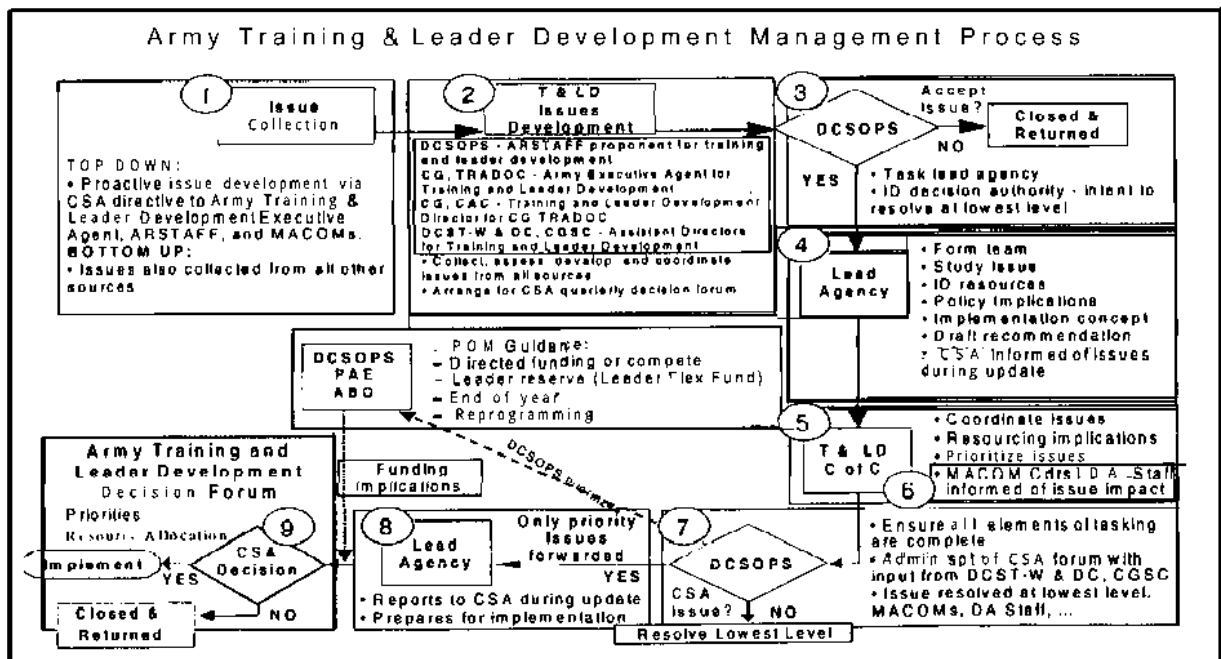 Army Training & Leader Development Management Process
1
Issue
Collection
TOP DOWN:
• Proactive issue development via
CSA directive to Army Training &
Leader Development Executive
Agent, ARSTAFF, and MACOMs.
BOTTOM UP:
• Issues also collected from all other
sources
2
T & LD
Issues
Development
DCSOPS - ARSTAFF proponent for training
and leader development
CG, TRADOC - Army Executive Agent for
Training and Leader Development
CG, CAC - Training and Leader Development
Director for CG TRADOC
DCST-W & DC, CGSC - Assistant Directors
for Training and Leader Development
• Collect, assess, develop and coordinate
issues from all sources
• Arrange for CSA quarterly decision forum
3
Accept
Issue?
DCSOPS
NO
Closed &
Returned
YES
• Task lead agency
• ID decision authority - intent to
resolve at lowest level
4
Lead
Agency
• Form team
• Study issue
• ID resources
• Policy implications
• Implementation concept
• Draft recommendation
• CSA informed of issues
during update
DCSOPS
PAE
ABO
POM Guidance:
– Directed funding or compete
– Leader reserve (Leader Flex Fund)
– End of year
– Reprogramming
5
T & LD
C of C
6
• Coordinate issues
• Resourcing implications
• Prioritize issues
• MACOM Cdrs/DA -Staff
informed of issue impact
DCSOPS
Funding
Implications
7
DCSOPS
CSA
Issue?
YES
NO
Resolve Lowest Level
• Ensure all elements of tasking
are complete
• Admin spt of CSA forum with
input from DCST-W & DC, CGSC
• Issue resolved at lowest level.
MACOMs, DA Staff, ...
8
Lead
Agency
Only priority
issues
forwarded
• Reports to CSA during update
• Prepares for implementation
Army Training and
Leader Development
Decision Forum
Priorities
Resource Allocation
9
CSA
Decision
YES
Implement
NO
Closed &
Returned